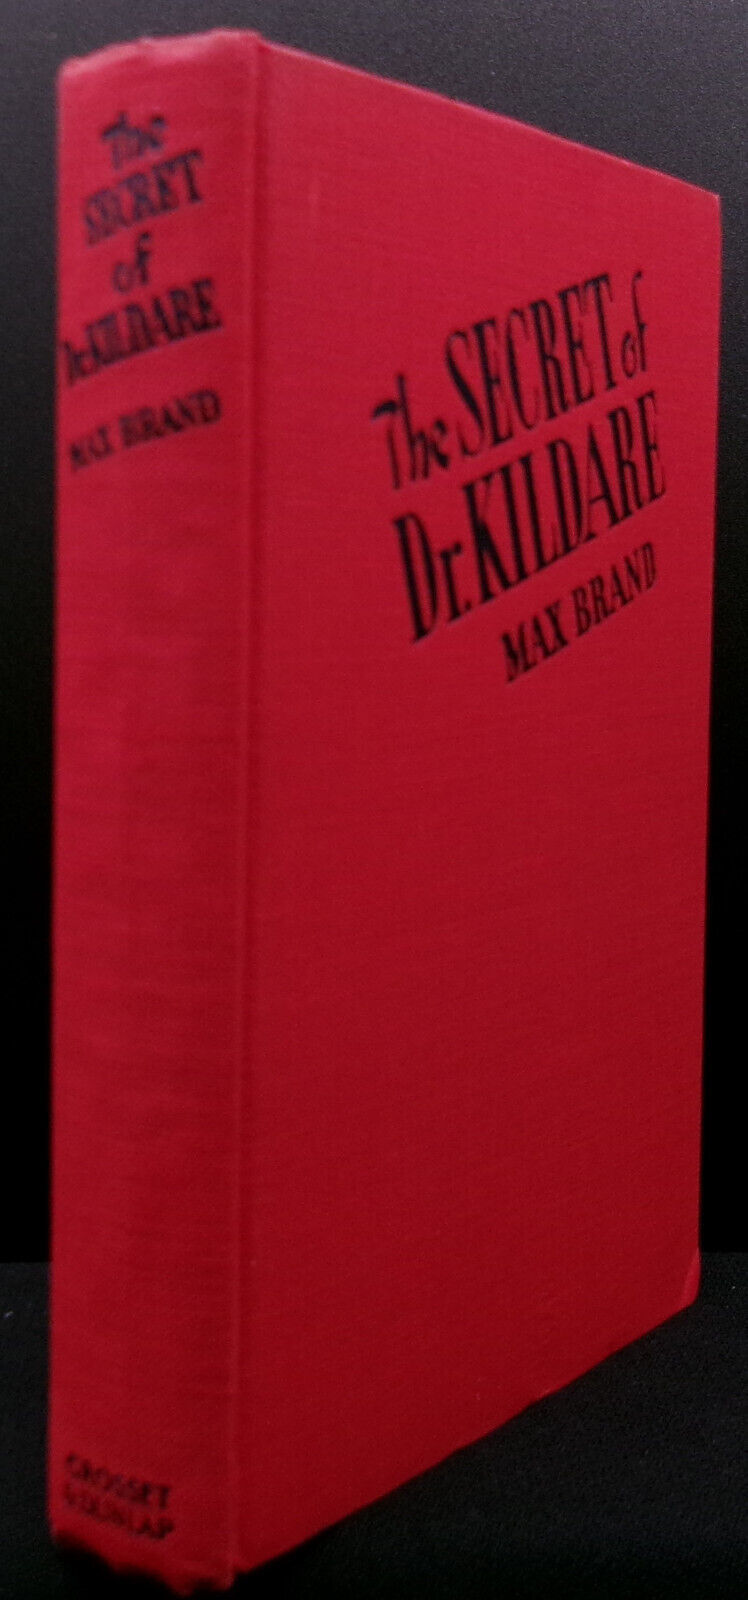 The
SECRET
of
Dr. KILDARE
MAX BRAND
GROSSET
& DUNLAP
The SECRET of
Dr. KILDARE
MAX BRAND